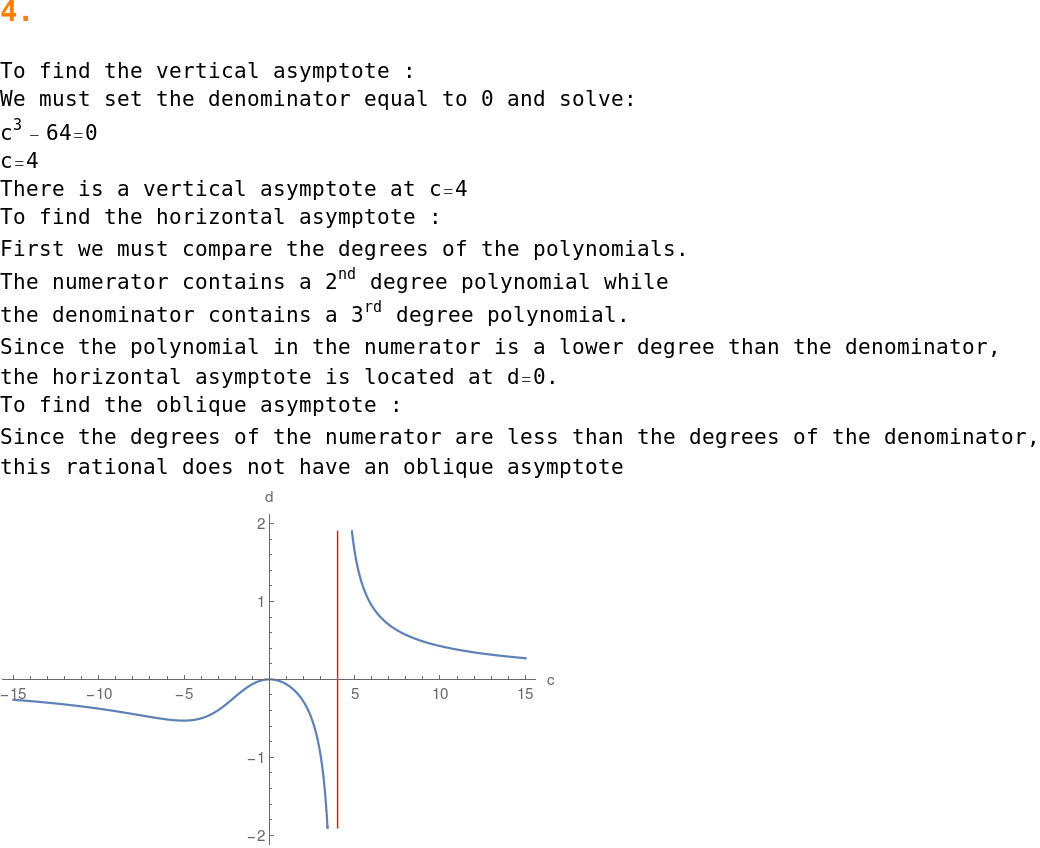 4.
To find the vertical asymptote :
We must set the denominator equal to 0 and solve:
c³ – 64=0
c=4
There is a vertical asymptote at c=4
To find the horizontal asymptote :
First we must compare the degrees of the polynomials.
The numerator contains a 2ⁿᵈ degree polynomial while
the denominator contains a 3ʳᵈ degree polynomial.
Since the polynomial in the numerator is a lower degree than the denominator,
the horizontal asymptote is located at d=0.
To find the oblique asymptote :
Since the degrees of the numerator are less than the degrees of the denominator,
this rational does not have an oblique asymptote
d
2
1
c
-15 -10 -5 5 10 15
-1
-2